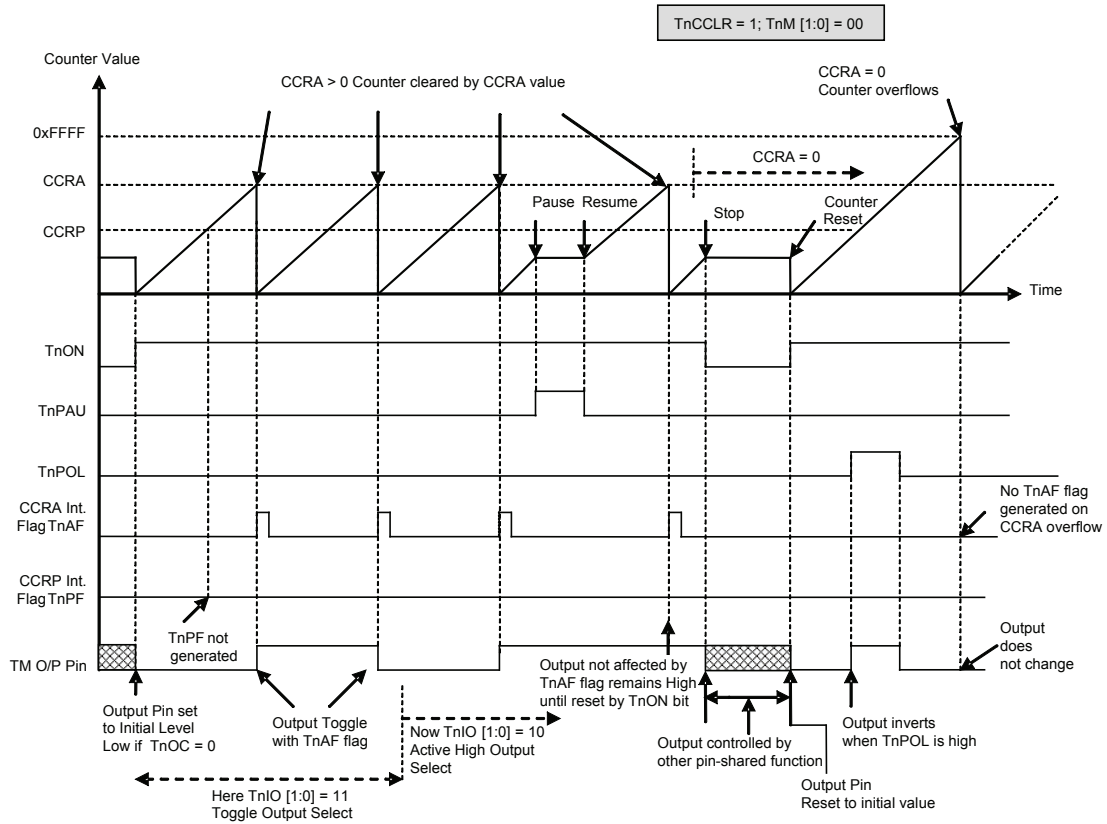 TnCCLR = 1; TnM [1:0] = 00
Counter Value
CCRA > 0 Counter cleared by CCRA value
CCRA = 0
Counter overflows
0xFFFF
CCRA = 0
CCRA
Pause
Resume
Stop
Counter
Reset
CCRP
Time
TnON
TnPAU
TnPOL
No TnAF flag
generated on
CCRA overflow
CCRA Int.
Flag TnAF
CCRP Int.
Flag TnPF
TnPF not
generated
TM O/P Pin
Output
does
not change
Output Pin set
to Initial Level
Low if TnOC = 0
Output Toggle
with TnAF flag
Now TnIO [1:0] = 10
Active High Output
Select
Output not affected by
TnAF flag remains High
until reset by TnON bit
Output controlled by
other pin-shared function
Output inverts
when TnPOL is high
Output Pin
Reset to initial value
Here TnIO [1:0] = 11
Toggle Output Select